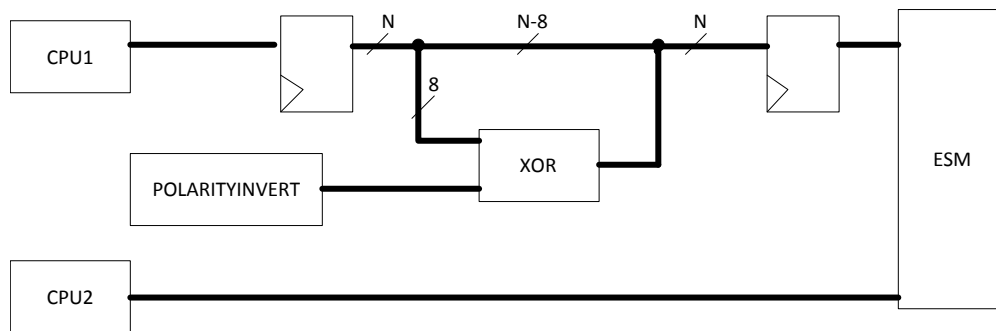 N
N-8
N
CPU1
8
XOR
ESM
POLARITYINVERT
CPU2